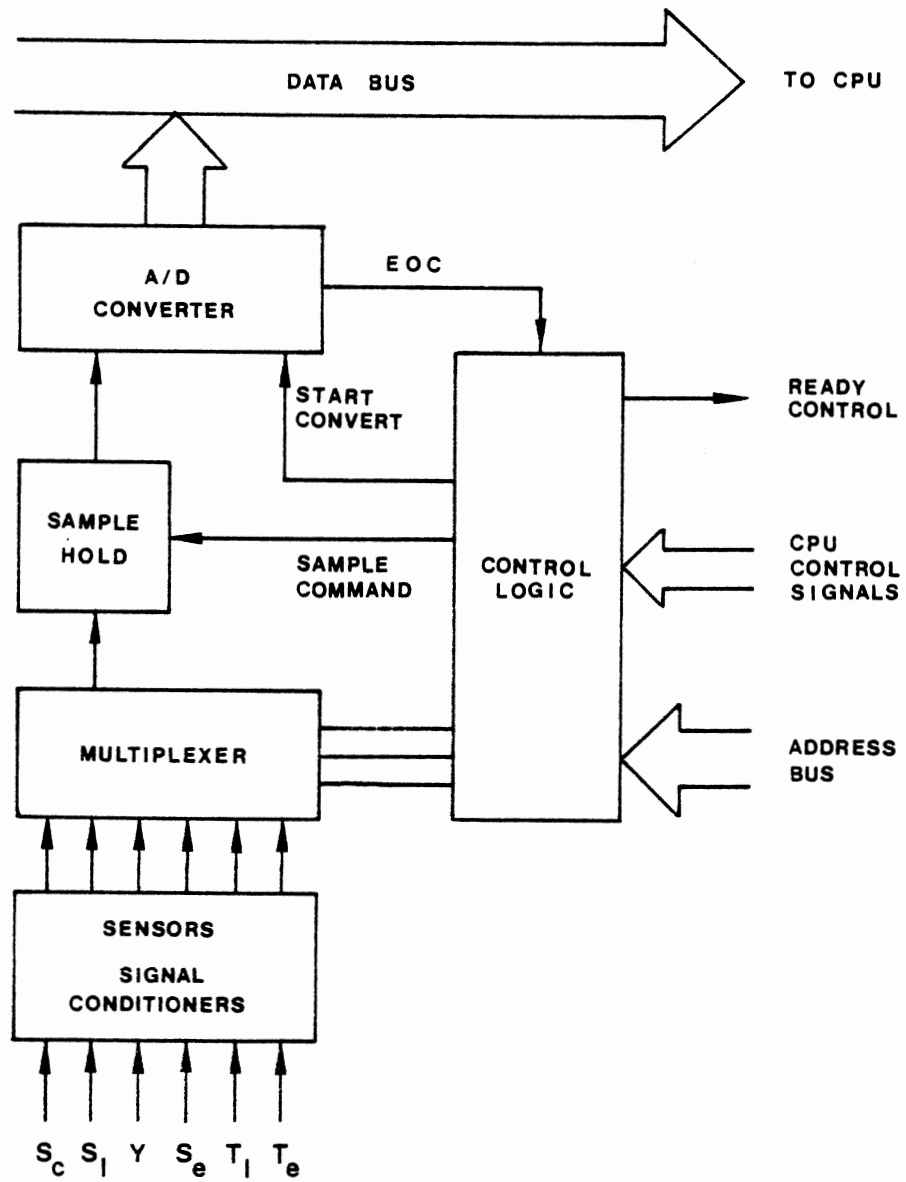 DATA BUS
TO CPU
A/D
CONVERTER
EOC
START
CONVERT
READY
CONTROL
SAMPLE
HOLD
SAMPLE
COMMAND
CONTROL
LOGIC
CPU
CONTROL
SIGNALS
MULTIPLEXER
ADDRESS
BUS
SENSORS
SIGNAL
CONDITIONERS
Sc Sl Y Se Tl Te